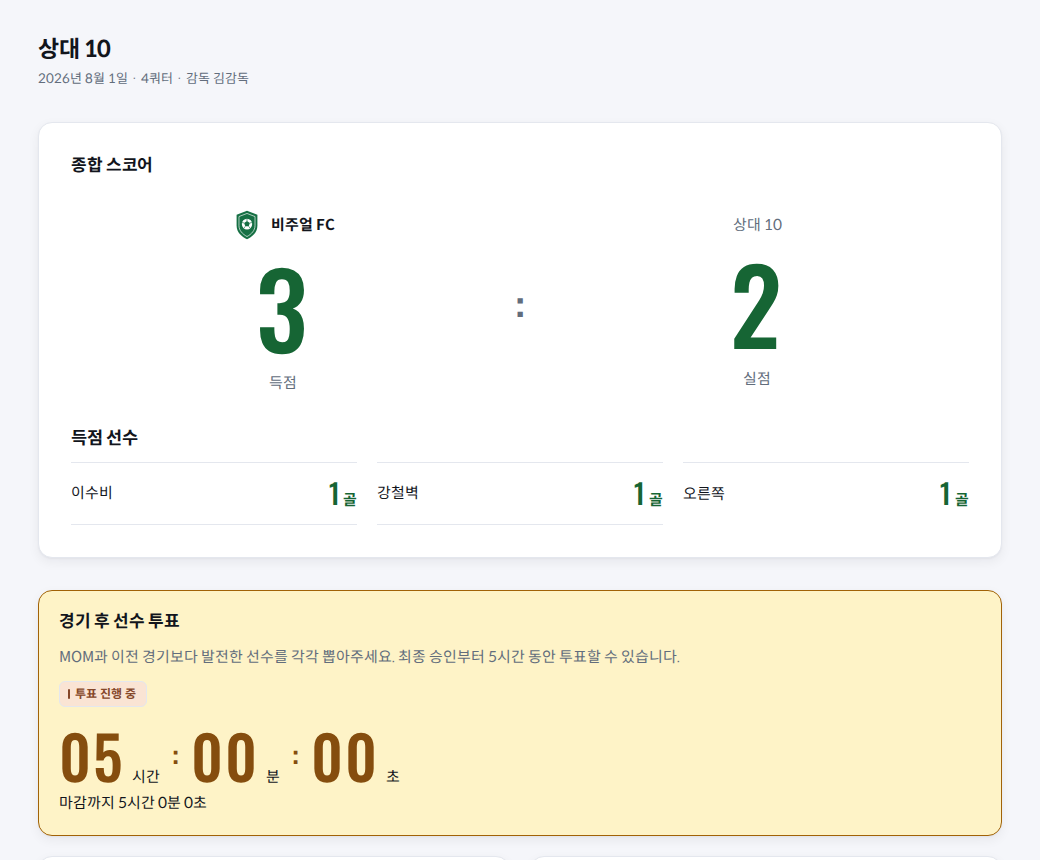 상대 10
2026년 8월 1일 · 4쿼터 · 감독 김감독
종합 스코어
비주얼 FC
상대 10
3
:
2
득점
실점
득점 선수
이수비 1골 강철벽 1골 오른쪽 1골
경기 후 선수 투표
MOM과 이전 경기보다 발전한 선수를 각각 뽑아주세요. 최종 승인부터 5시간 동안 투표할 수 있습니다.
투표 진행 중
05 시간 : 00 분 : 00 초
마감까지 5시간 0분 0초